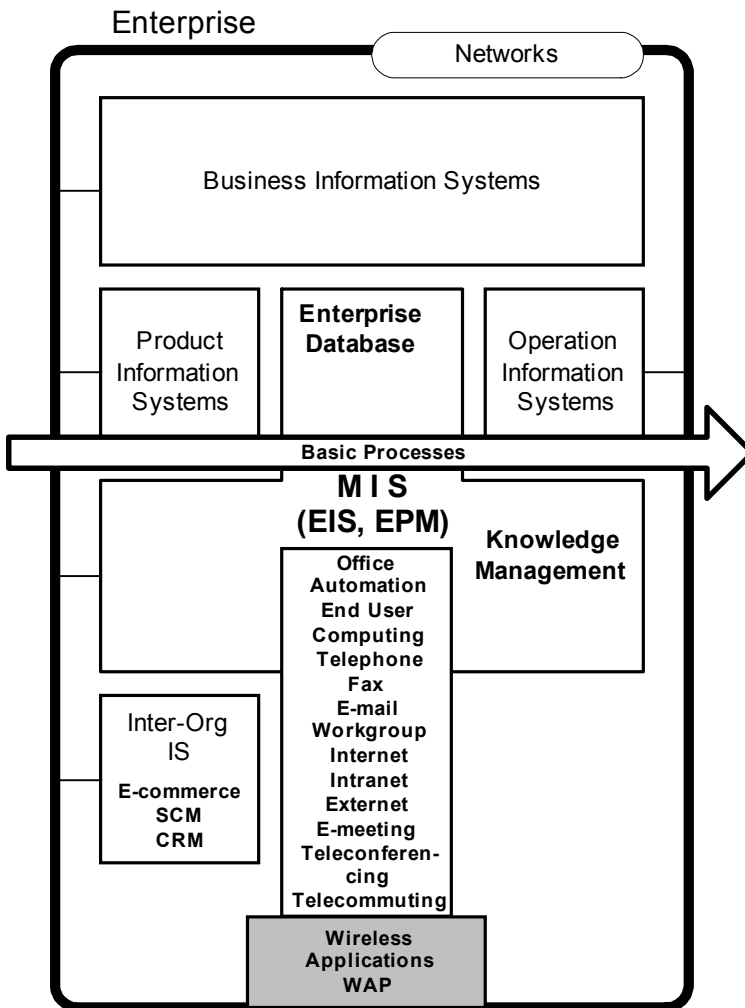 Enterprise
Networks
Business Information Systems
Product
Information
Systems
Enterprise
Database
Operation
Information
Systems
Basic Processes
M I S
(EIS, EPM)
Knowledge
Management
Office
Automation
End User
Computing
Telephone
Fax
E-mail
Workgroup
Internet
Intranet
Externet
E-meeting
Teleconferen-
cing
Telecommuting
Inter-Org
IS
E-commerce
SCM
CRM
Wireless
Applications
WAP